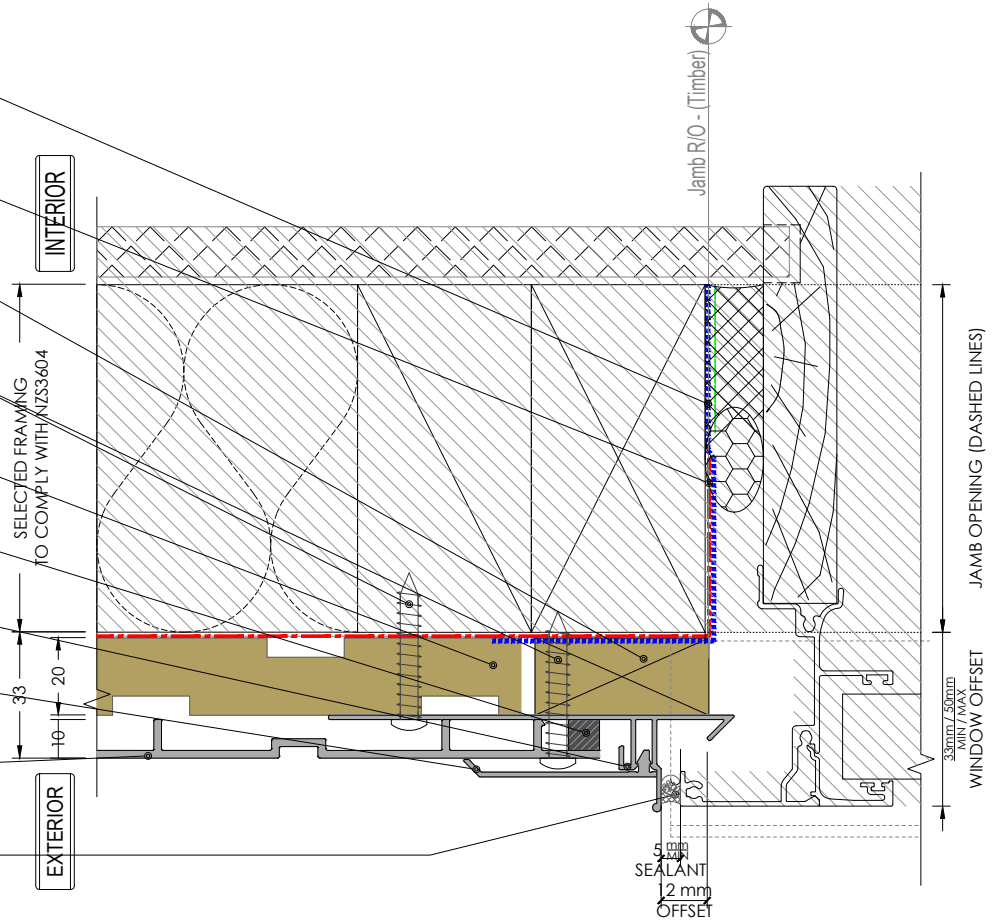 Jamb R/O - (Timber)
INTERIOR
SELECTED FRAMING
TO COMPLY WITH NZS3604
33
20
10
EXTERIOR
5 mm
MIN
SEALANT
12 mm
OFFSET
JAMB OPENING (DASHED LINES)
33mm / 50mm
MIN / MAX
WINDOW OFFSET